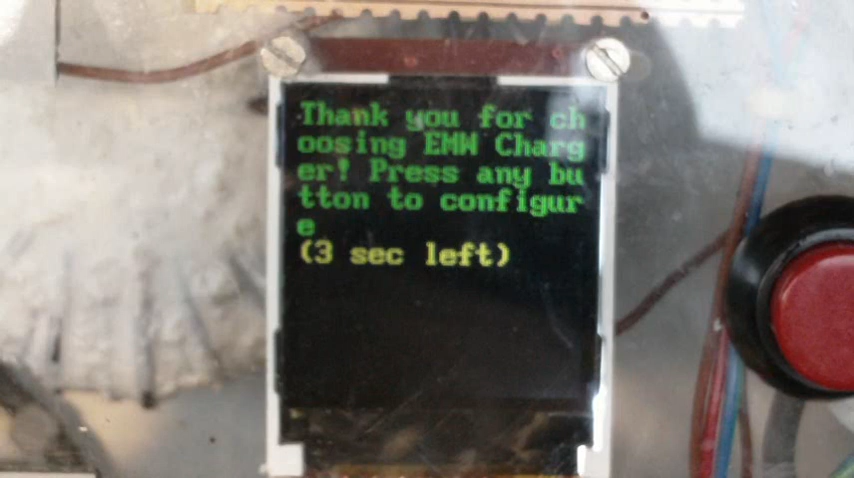 Thank you for ch
oosing EMW Charg
er! Press any bu
tton to configur
e
(3 sec left)